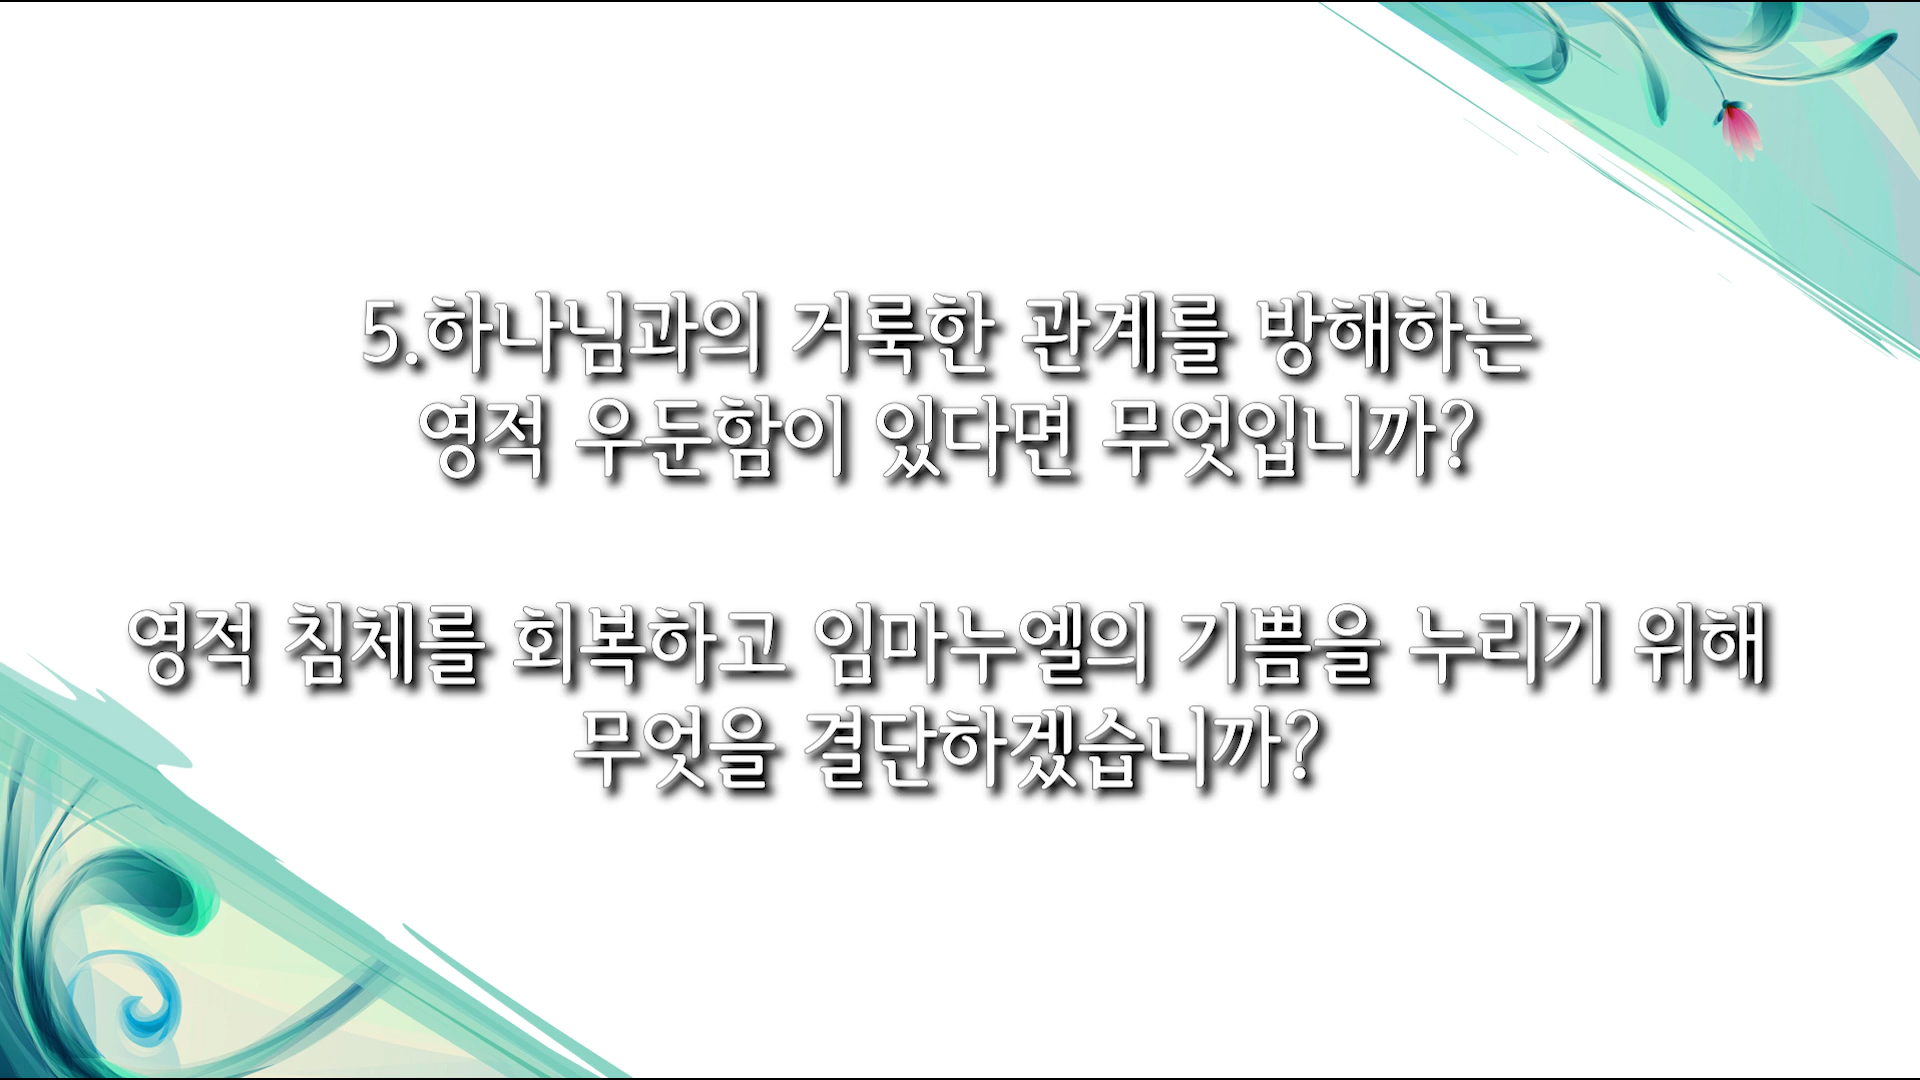 5.하나님과의 거룩한 관계를 방해하는
영적 우둔함이 있다면 무엇입니까?
영적 침체를 회복하고 임마누엘의 기쁨을 누리기 위해
무엇을 결단하겠습니까?